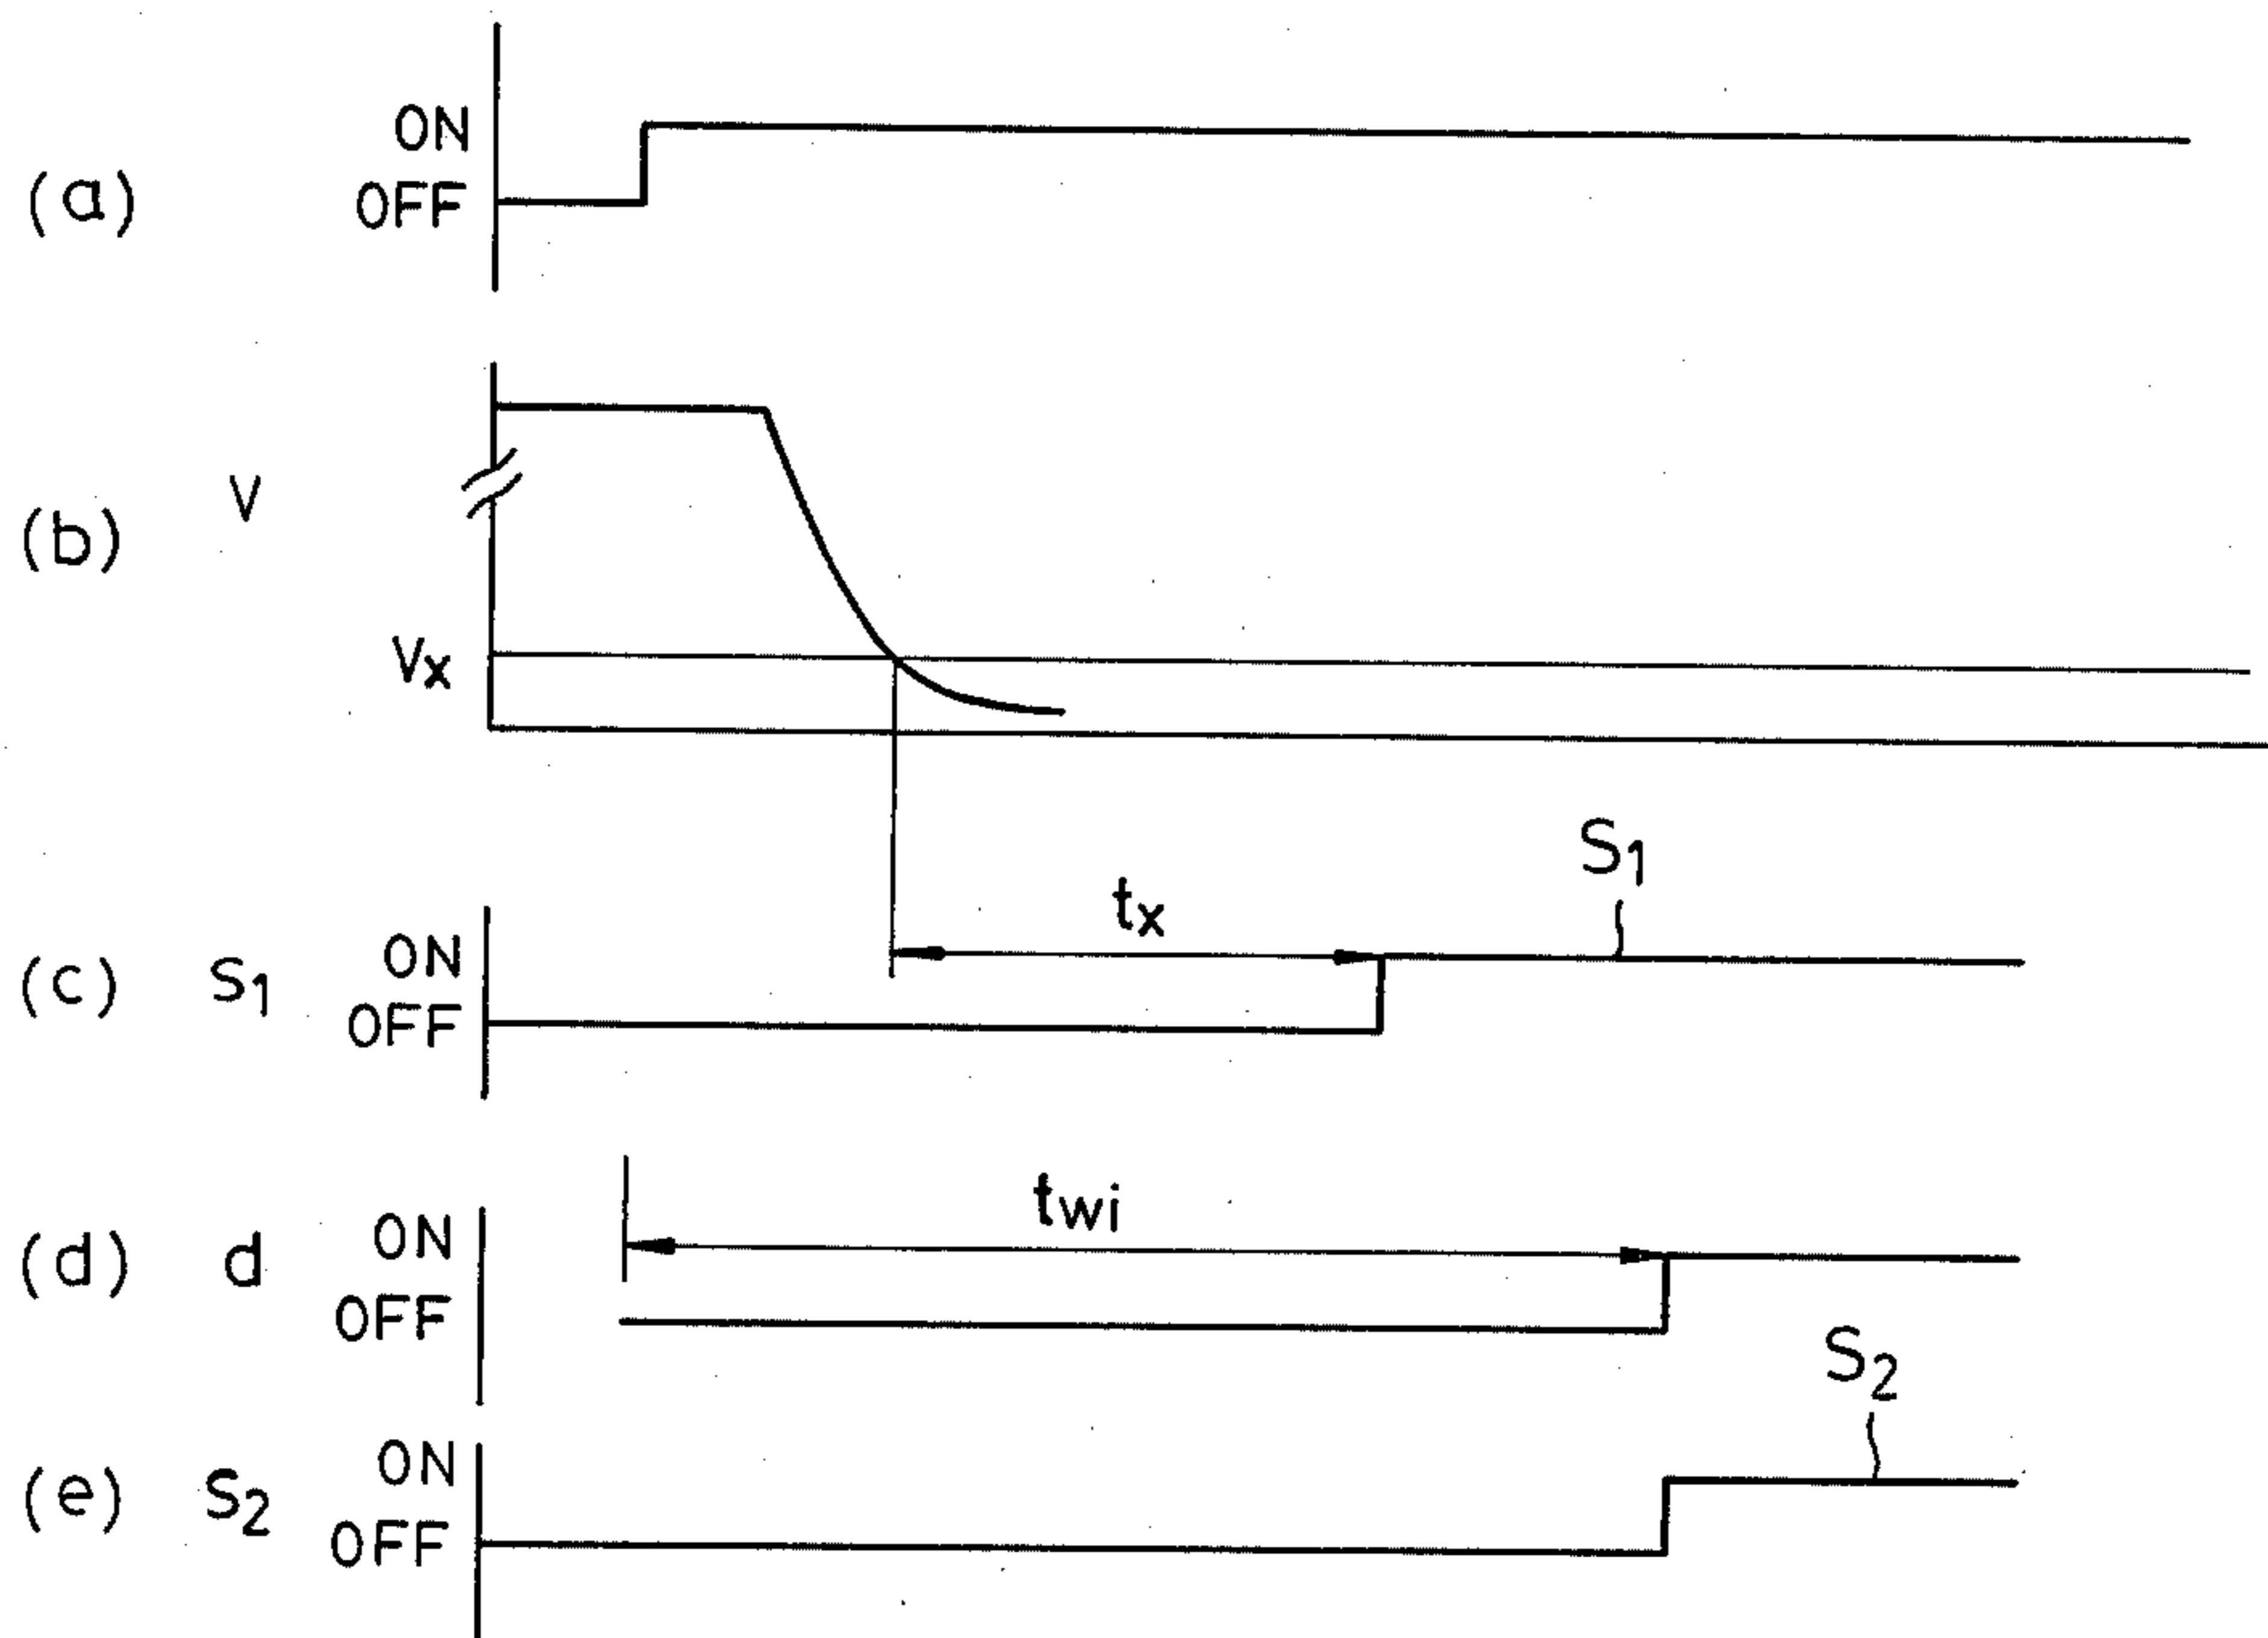 (a)
ON
OFF
(b)
V
Vx
(c)
S1
ON
OFF
tx
S1
(d)
d
ON
OFF
twi
(e)
S2
ON
OFF
S2